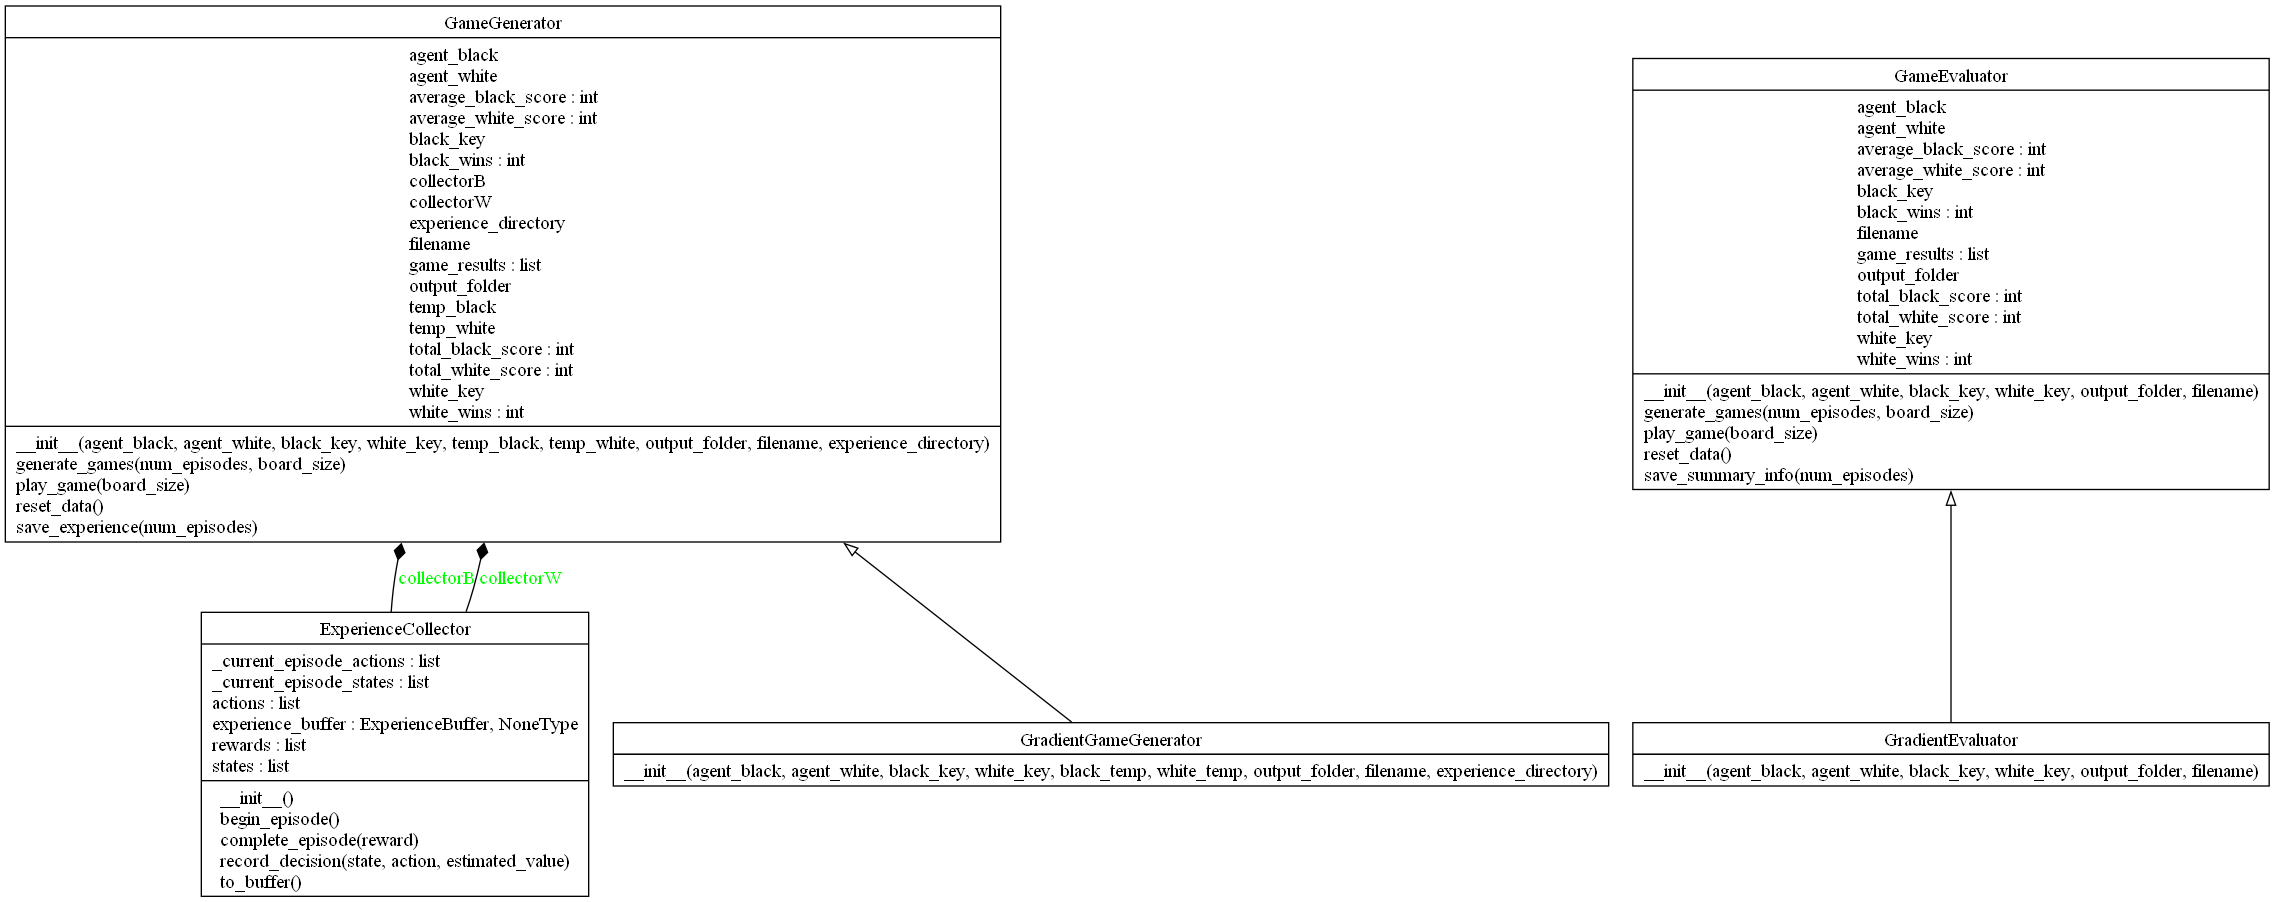 GameGenerator
agent_black
agent_white
average_black_score : int
average_white_score : int
black_key
black_wins : int
collectorB
collectorW
experience_directory
filename
game_results : list
output_folder
temp_black
temp_white
total_black_score : int
total_white_score : int
white_key
white_wins : int
__init__(agent_black, agent_white, black_key, white_key, temp_black, temp_white, output_folder, filename, experience_directory)
generate_games(num_episodes, board_size)
play_game(board_size)
reset_data()
save_experience(num_episodes)
GameEvaluator
agent_black
agent_white
average_black_score : int
average_white_score : int
black_key
black_wins : int
filename
game_results : list
output_folder
total_black_score : int
total_white_score : int
white_key
white_wins : int
__init__(agent_black, agent_white, black_key, white_key, output_folder, filename)
generate_games(num_episodes, board_size)
play_game(board_size)
reset_data()
save_summary_info(num_episodes)
collectorB
collectorW
ExperienceCollector
_current_episode_actions : list
_current_episode_states : list
actions : list
experience_buffer : ExperienceBuffer, NoneType
rewards : list
states : list
__init__()
begin_episode()
complete_episode(reward)
record_decision(state, action, estimated_value)
to_buffer()
GradientGameGenerator
__init__(agent_black, agent_white, black_key, white_key, black_temp, white_temp, output_folder, filename, experience_directory)
GradientEvaluator
__init__(agent_black, agent_white, black_key, white_key, output_folder, filename)